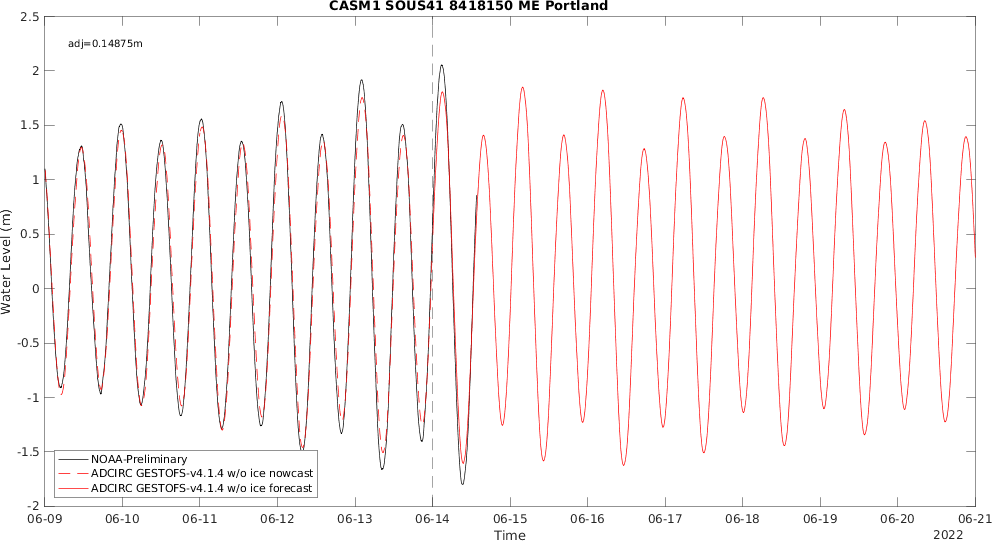 CASM1 SOUS41 8418150 ME Portland
adj=0.14875m
2.5
2
1.5
1
0.5
0
-0.5
-1
-1.5
-2
Water Level (m)
NOAA-Preliminary
ADCIRC GESTOFS-v4.1.4 w/o ice nowcast
ADCIRC GESTOFS-v4.1.4 w/o ice forecast
06-09 06-10 06-11 06-12 06-13 06-14 06-15 06-16 06-17 06-18 06-19 06-20 06-21
Time
2022